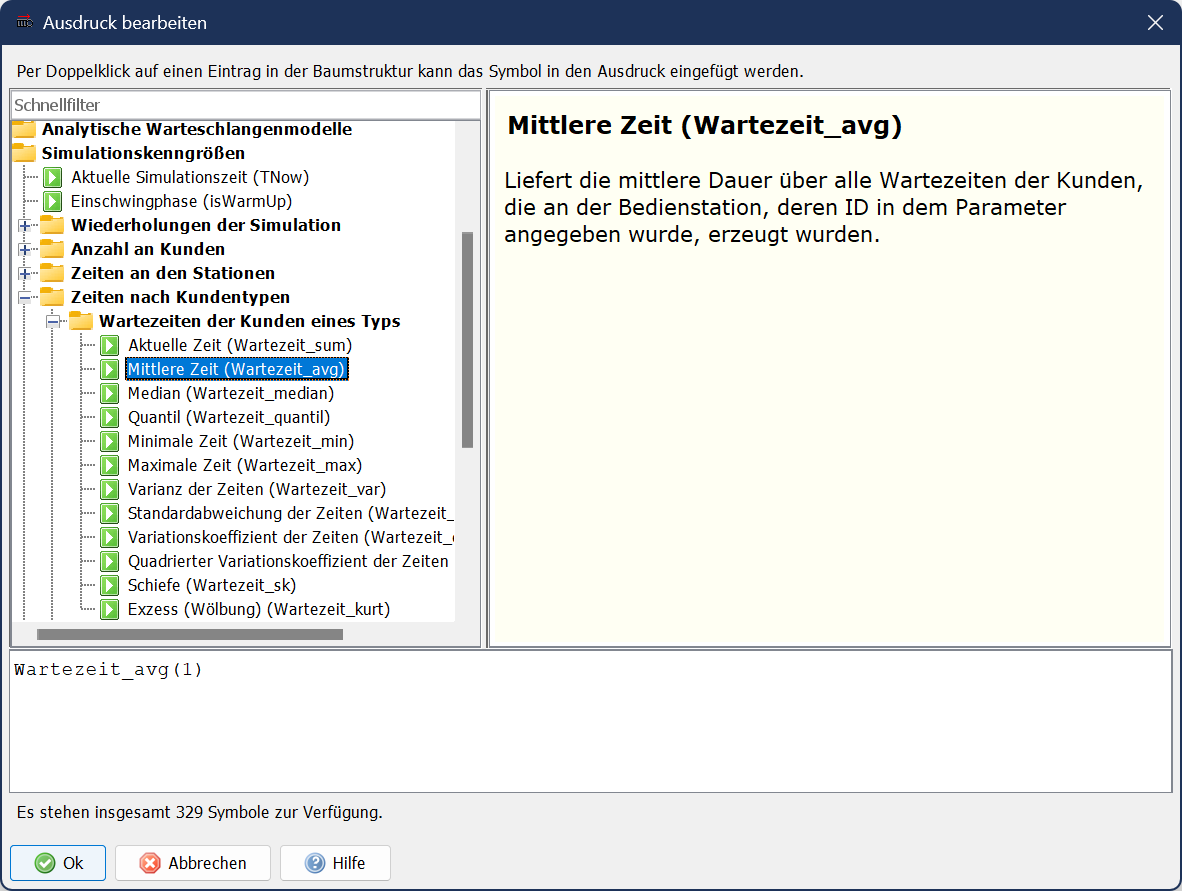 Ausdruck bearbeiten
Per Doppelklick auf einen Eintrag in der Baumstruktur kann das Symbol in den Ausdruck eingefügt werden.
Schnellfilter
Analytische Warteschlangenmodelle
Simulationskenngrößen
Aktuelle Simulationszeit (TNow)
Einschwingphase (isWarmUp)
Wiederholungen der Simulation
Anzahl an Kunden
Zeiten an den Stationen
Zeiten nach Kundentypen
Wartezeiten der Kunden eines Typs
Aktuelle Zeit (Wartezeit_sum)
Mittlere Zeit (Wartezeit_avg)
Median (Wartezeit_median)
Quantil (Wartezeit_quantil)
Minimale Zeit (Wartezeit_min)
Maximale Zeit (Wartezeit_max)
Varianz der Zeiten (Wartezeit_var)
Standardabweichung der Zeiten (Wartezeit_
Variationskoeffizient der Zeiten (Wartezeit_
Quadrierter Variationskoeffizient der Zeiten
Schiefe (Wartezeit_sk)
Exzess (Wölbung) (Wartezeit_kurt)
Mittlere Zeit (Wartezeit_avg)
Liefert die mittlere Dauer über alle Wartezeiten der Kunden,
die an der Bedienstation, deren ID in dem Parameter
angegeben wurde, erzeugt wurden.
Wartezeit_avg(1)
Es stehen insgesamt 329 Symbole zur Verfügung.
Ok
Abbrechen
Hilfe